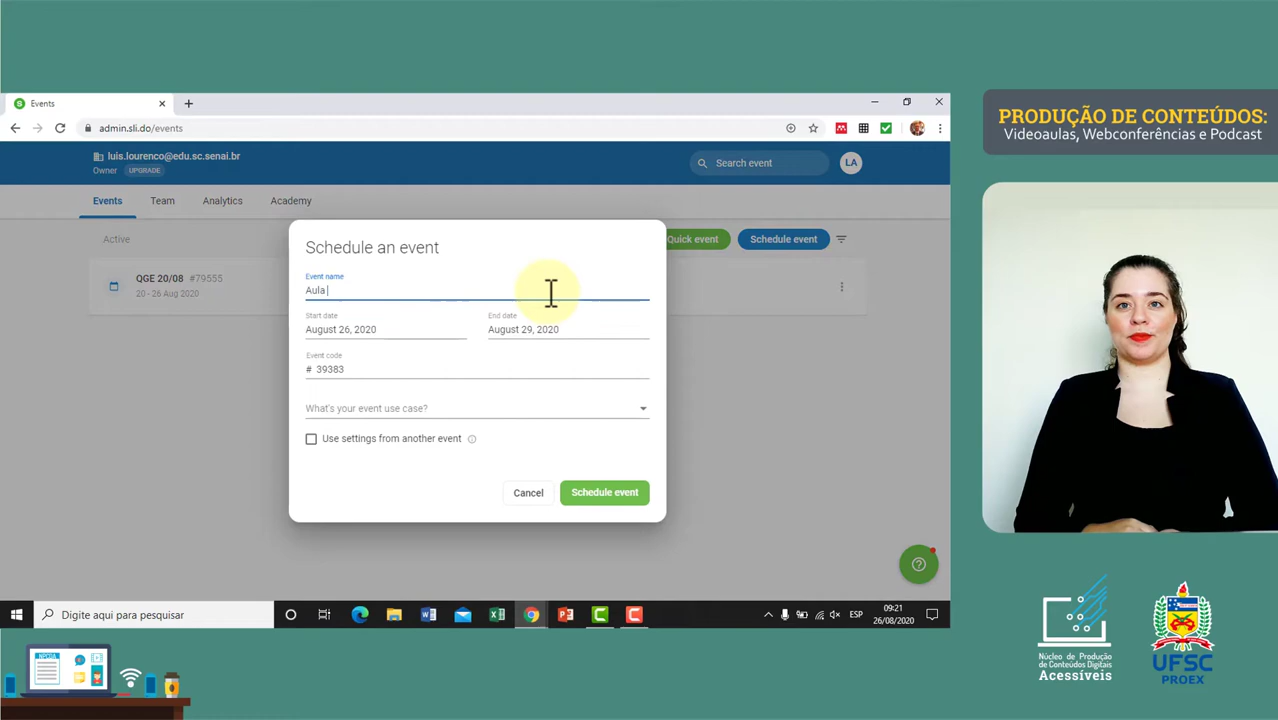 Events
admin.sli.do/events
luis.lourenco@edu.sc.senai.br
Owner UPGRADE
Search event
LA
Events Team Analytics Academy
Active
Quick event
Schedule event
QGE 20/08 #79555
20 - 26 Aug 2020
Schedule an event
Event name
Aula
Start date
August 26, 2020
End date
August 29, 2020
Event code
# 39383
What's your event use case?
Use settings from another event
Cancel
Schedule event
Digite aqui para pesquisar
ESP
09:21
26/08/2020
PRODUÇÃO DE CONTEÚDOS:
Videoaulas, Webconferências e Podcast
Núcleo de Produção
de Conteúdos Digitais
Acessíveis
UFSC
PROEX
NPCDA